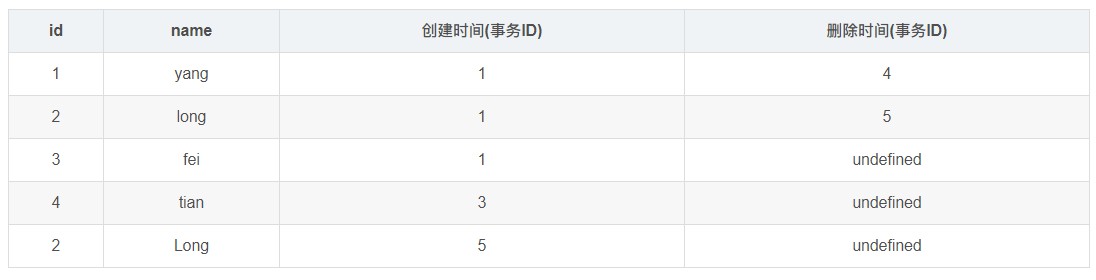 id name 创建时间(事务ID) 删除时间(事务ID)
1 yang 1 4
2 long 1 5
3 fei 1 undefined
4 tian 3 undefined
2 Long 5 undefined